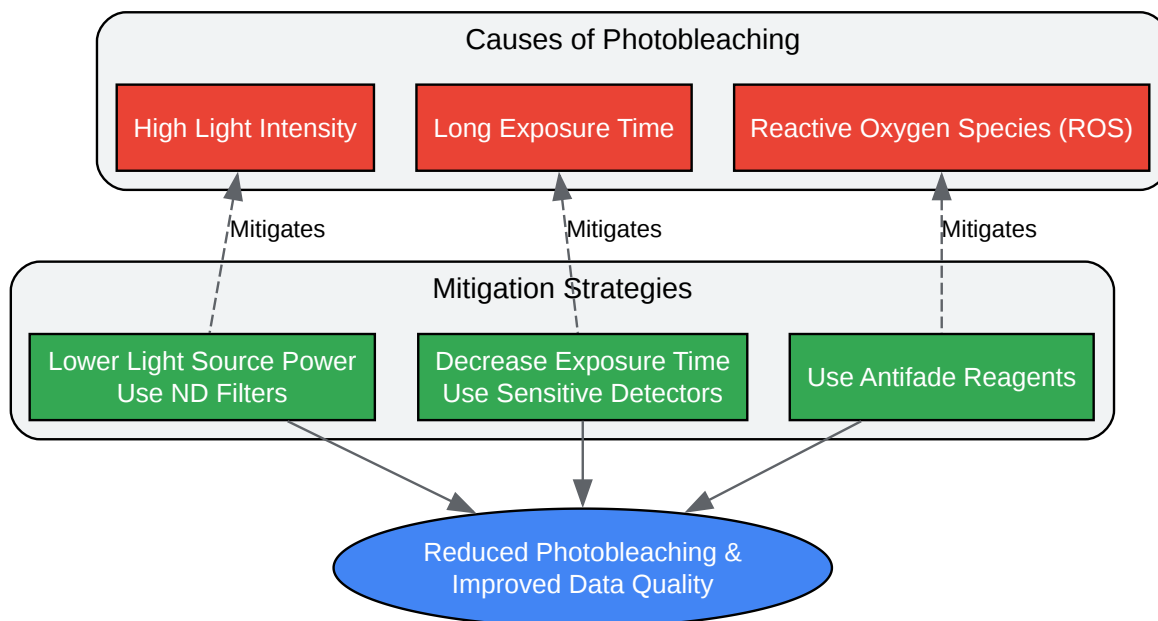 Causes of Photobleaching
High Light Intensity
Long Exposure Time
Reactive Oxygen Species (ROS)
Mitigates
Mitigates
Mitigates
Mitigation Strategies
Lower Light Source Power
Use ND Filters
Decrease Exposure Time
Use Sensitive Detectors
Use Antifade Reagents
Reduced Photobleaching &
Improved Data Quality